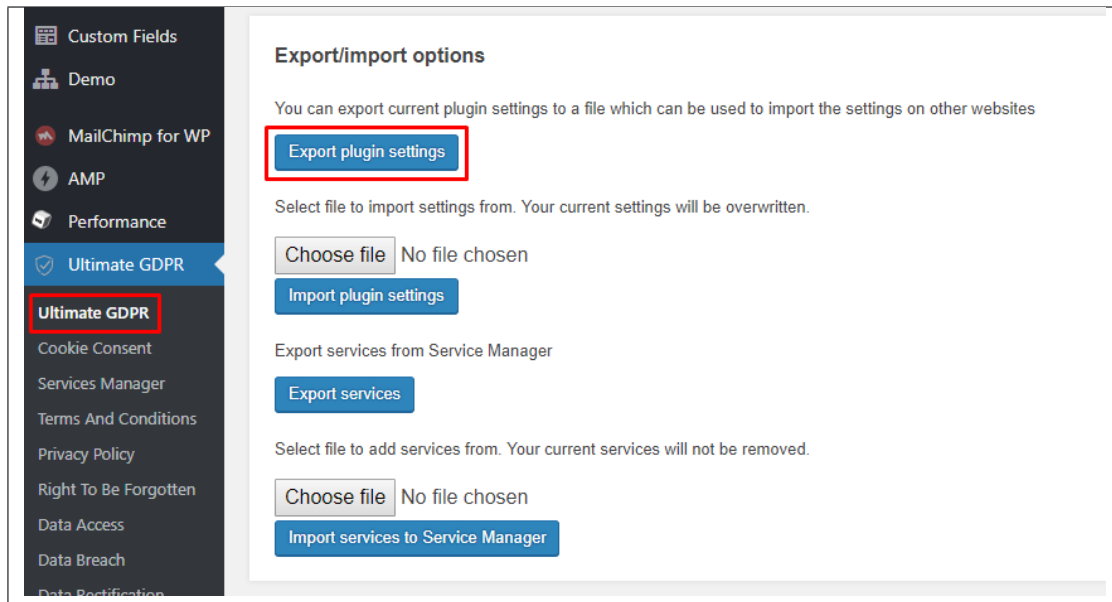 Custom Fields
Demo
MailChimp for WP
AMP
Performance
Ultimate GDPR
Ultimate GDPR
Cookie Consent
Services Manager
Terms And Conditions
Privacy Policy
Right To Be Forgotten
Data Access
Data Breach
Data Rectification
Export/import options
You can export current plugin settings to a file which can be used to import the settings on other websites
Export plugin settings
Select file to import settings from. Your current settings will be overwritten.
Choose file No file chosen
Import plugin settings
Export services from Service Manager
Export services
Select file to add services from. Your current services will not be removed.
Choose file No file chosen
Import services to Service Manager